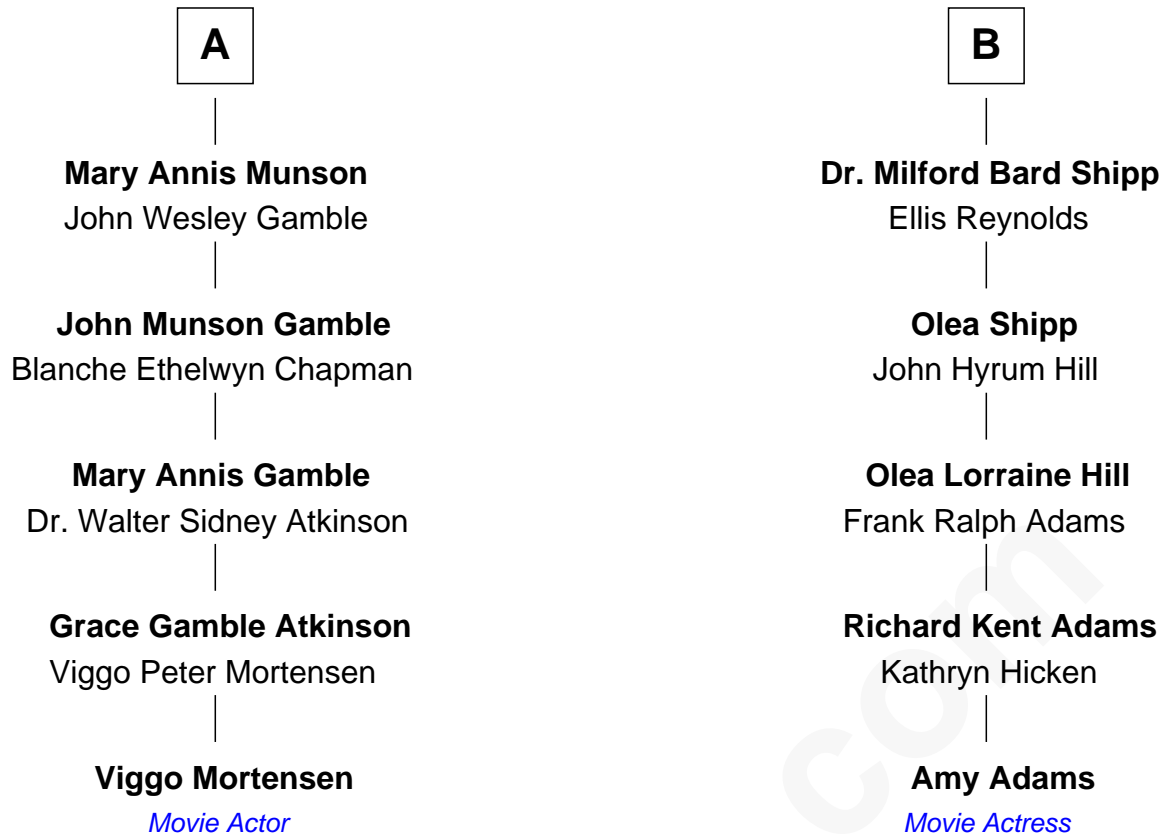 A
Mary Annis Munson
John Wesley Gamble
John Munson Gamble
Blanche Ethelwyn Chapman
Mary Annis Gamble
Dr. Walter Sidney Atkinson
Grace Gamble Atkinson
Viggo Peter Mortensen
Viggo Mortensen
Movie Actor
B
Dr. Milford Bard Shipp
Ellis Reynolds
Olea Shipp
John Hyrum Hill
Olea Lorraine Hill
Frank Ralph Adams
Richard Kent Adams
Kathryn Hicken
Amy Adams
Movie Actress
com